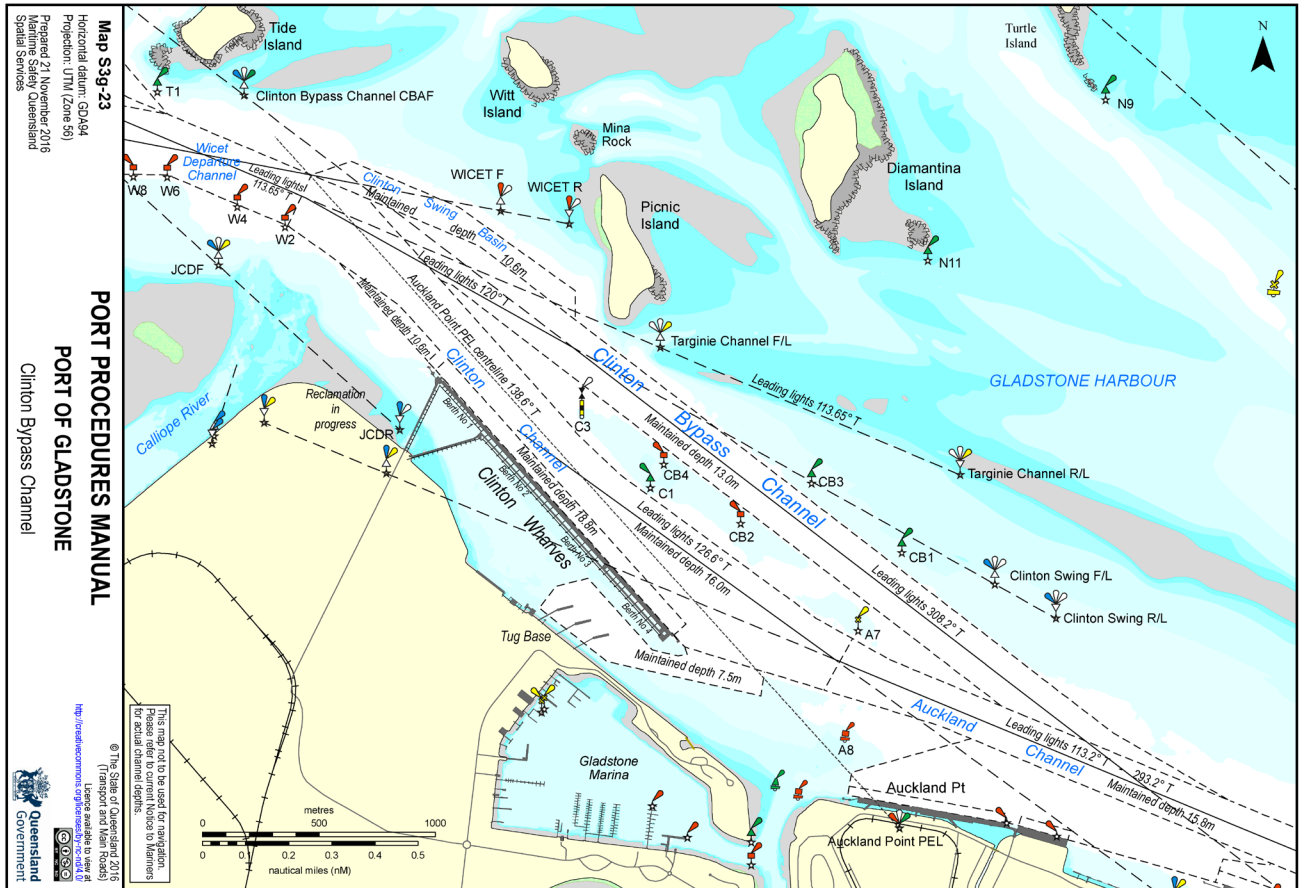 Map S3g-23
Horizontal datum: GDA94
Projection: UTM (Zone 56)
Prepared 21 November 2016
Maritime Safety Queensland
Spatial Services
PORT PROCEDURES MANUAL
PORT OF GLADSTONE
Clinton Bypass Channel
This map not to be used for navigation.
Please refer to current Notice to Mariners
for actual channel depths.
© The State of Queensland 2016
(Transport and Main Roads)
Licence available to view at
http://creativecommons.org/licenses/by-nc-nd/4.0/
Queensland
Government
Tide
Island
T1
Clinton Bypass Channel CBAF
Witt
Island
Mina
Rock
Turtle
Island
N
N9
Diamantina
Island
N11
Wicet
Departure
Channel
Leading lights
113.65° T
W8
W6
W4
W2
Clinton
Swing
Basin
Maintained
depth
10.6m
WICET F
WICET R
Picnic
Island
JCDF
Leading lights 120° T
Auckland Point PEL centreline 138.6° T
Maintained depth 10.6m
Targinie Channel F/L
Leading lights 113.65° T
GLADSTONE HARBOUR
Targinie Channel R/L
Clinton
Bypass
Channel
Maintained depth 13.0m
Clinton
Channel
Maintained depth 18.8m
Calliope River
Reclamation
in
progress
JCDR
Berth No 1
Berth No 2
Berth No 3
Berth No 4
Clinton
Wharves
C3
CB4
C1
CB3
CB2
CB1
Leading lights 126.6° T
Maintained depth 16.0m
Leading lights 308.2° T
Clinton Swing F/L
Clinton Swing R/L
A7
Tug Base
Maintained depth 7.5m
Auckland
Channel
Leading lights 113.2° T
293.2° T
Maintained depth 15.8m
A8
Gladstone
Marina
Auckland Pt
Auckland Point PEL
metres
0 500 1000
0 0.1 0.2 0.3 0.4 0.5
nautical miles (nM)